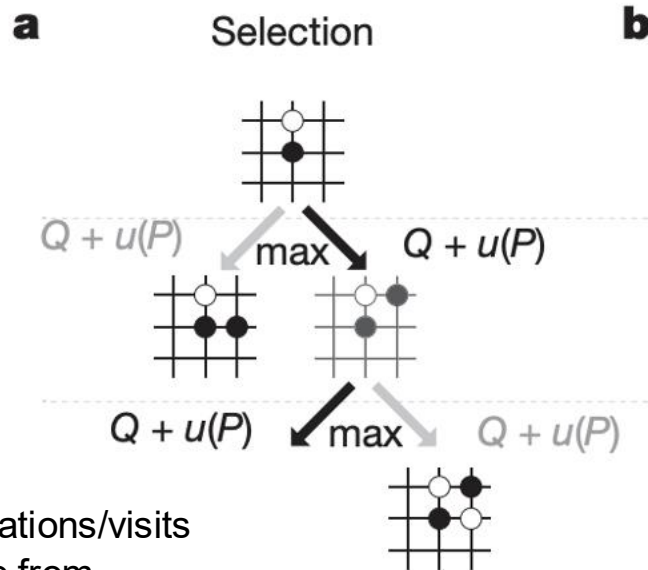 a Selection b
Q + u(P) max Q + u(P)
Q + u(P) max Q + u(P)
ations/visits
from